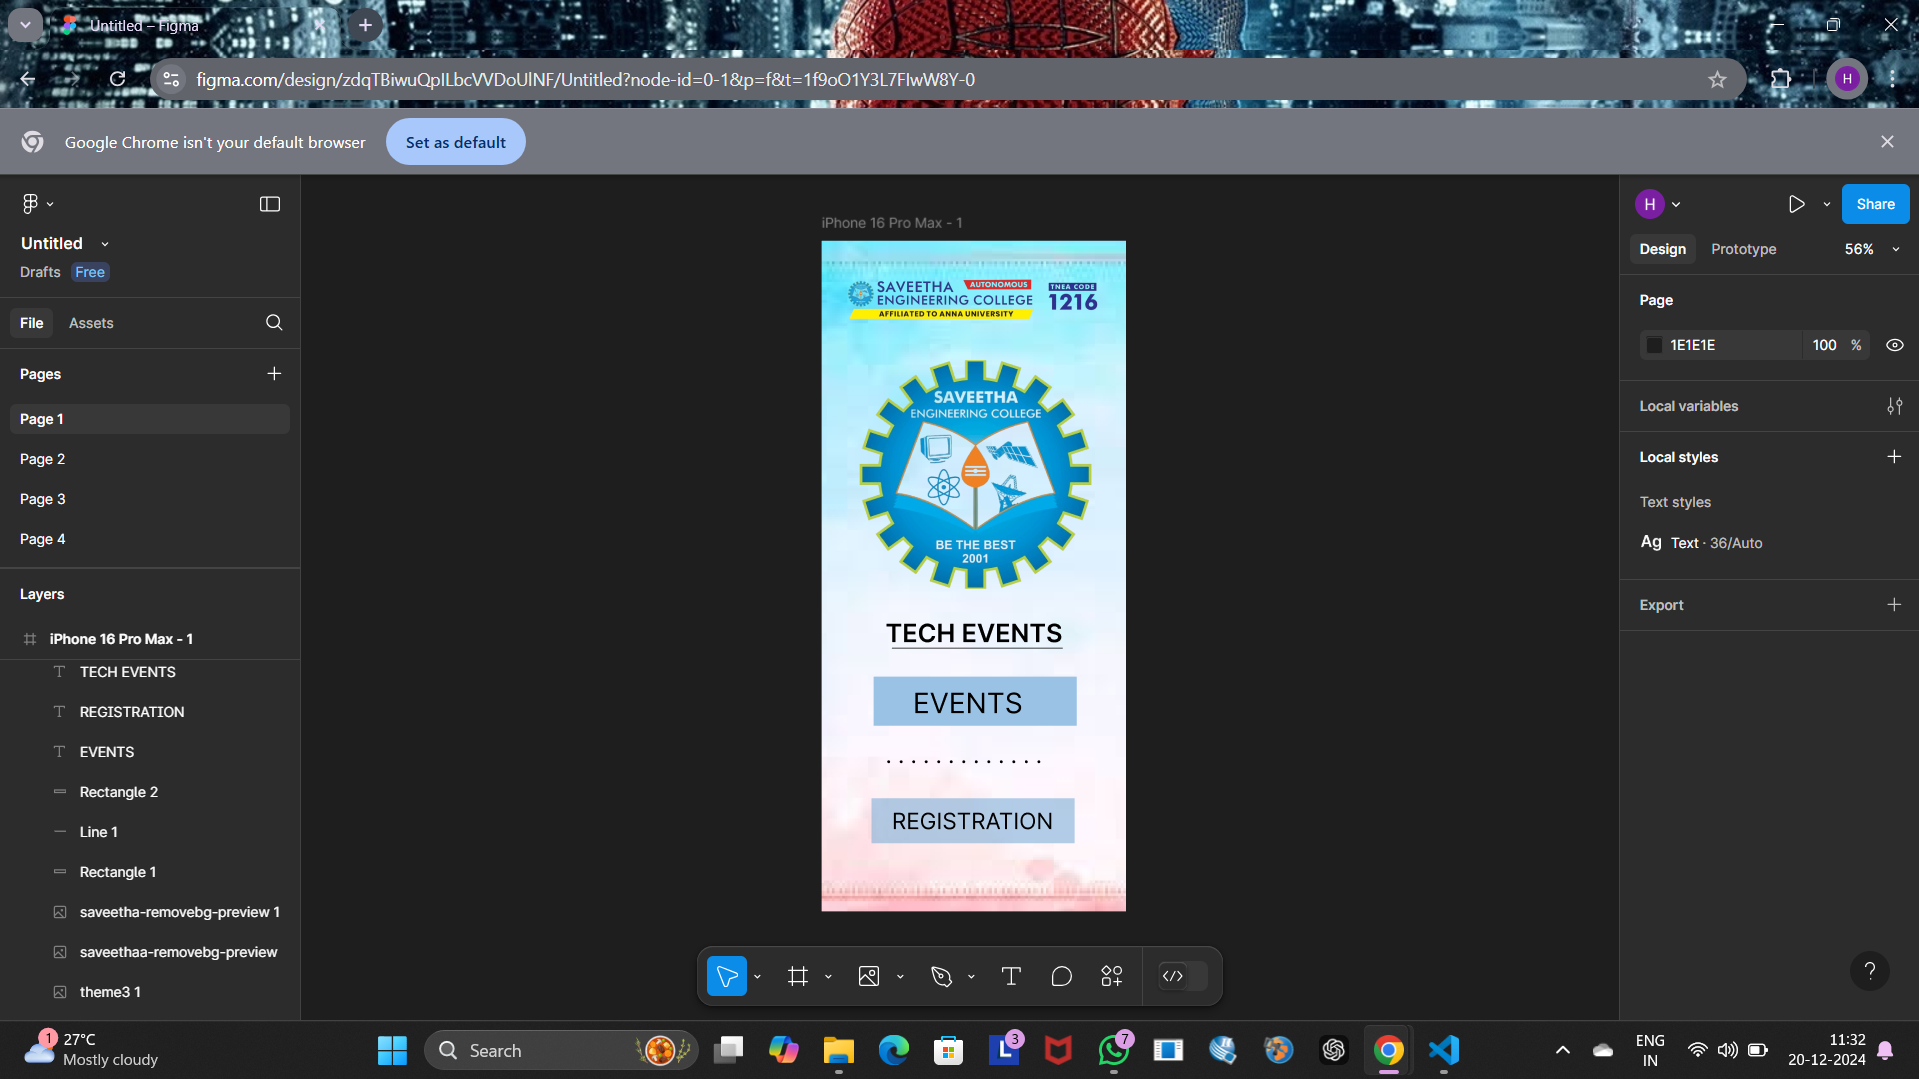 Untitled – Figma
figma.com/design/zdqTBiwuQpILbcVVDoUlNF/Untitled?node-id=0-1&p=f&t=1f9oO1Y3L7FIwW8Y-0
H
Google Chrome isn't your default browser
Set as default
Untitled
Drafts Free
File Assets
Pages
Page 1
Page 2
Page 3
Page 4
Layers
iPhone 16 Pro Max - 1
TECH EVENTS
REGISTRATION
EVENTS
Rectangle 2
Line 1
Rectangle 1
saveetha-removebg-preview 1
saveethaa-removebg-preview
theme3 1
iPhone 16 Pro Max - 1
SAVEETHA AUTONOMOUS
ENGINEERING COLLEGE
AFFILIATED TO ANNA UNIVERSITY
TNEA CODE
1216
SAVEETHA
ENGINEERING COLLEGE
BE THE BEST
2001
TECH EVENTS
EVENTS
. . . . . . . . . . . . .
REGISTRATION
H
Share
Design Prototype 56%
Page
1E1E1E 100 %
Local variables
Local styles
Text styles
Ag Text · 36/Auto
Export
?
1
27°C
Mostly cloudy
Search
L
3
7
ENG
IN
11:32
20-12-2024